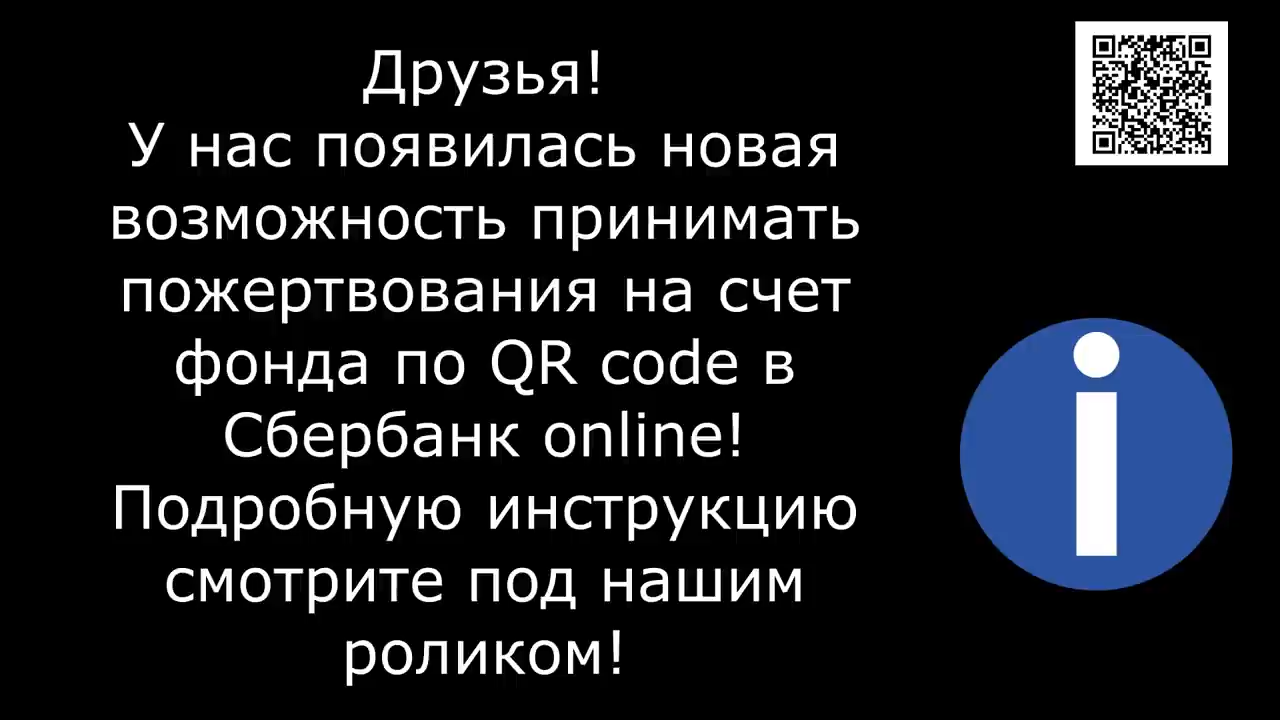 Друзья!
У нас появилась новая
возможность принимать
пожертвования на счет
фонда по QR code в
Сбербанк online!
Подробную инструкцию
смотрите под нашим
роликом!